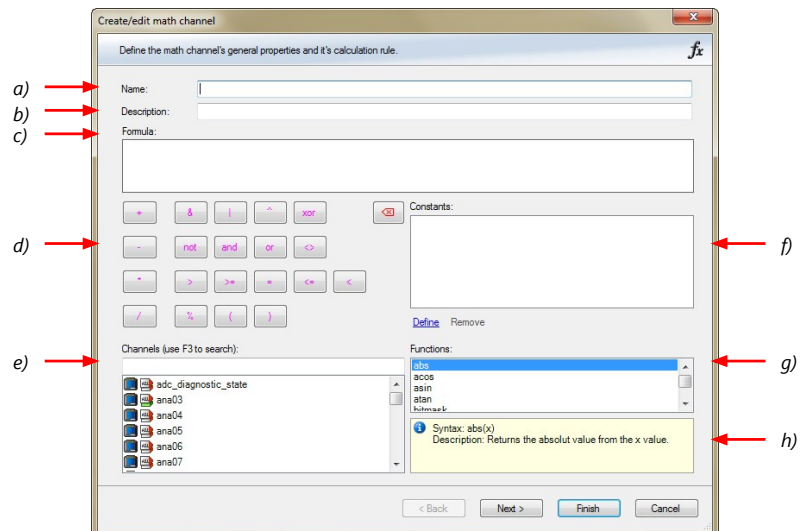 Create/edit math channel
x
Define the math channel's general properties and it's calculation rule.
fx
a)
Name:
b)
Description:
c)
Formula:
+ & | ^ xor
Constants:
d)
- not and or <>
f)
* > >= = <= <
/ % ( )
Define Remove
e)
Channels (use F3 to search):
Functions:
g)
abs
acos
asin
atan
bitmask
adc_diagnostic_state
ana03
ana04
ana05
ana06
ana07
Syntax: abs(x)
Description: Returns the absolut value from the x value.
h)
< Back Next > Finish Cancel